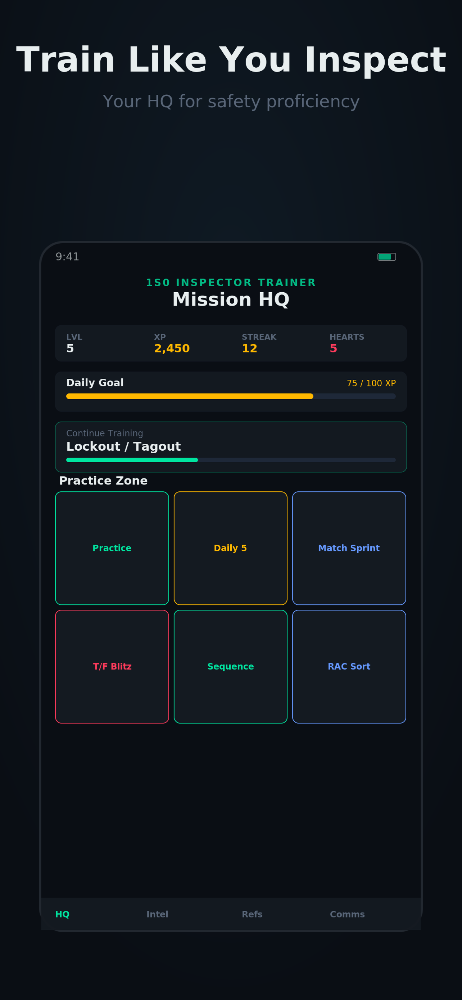 Train Like You Inspect
Your HQ for safety proficiency
9:41
1S0 INSPECTOR TRAINER
Mission HQ
LVL XP STREAK HEARTS
5 2,450 12 5
Daily Goal 75 / 100 XP
Continue Training
Lockout / Tagout
Practice Zone
Practice Daily 5 Match Sprint
T/F Blitz Sequence RAC Sort
HQ Intel Refs Comms